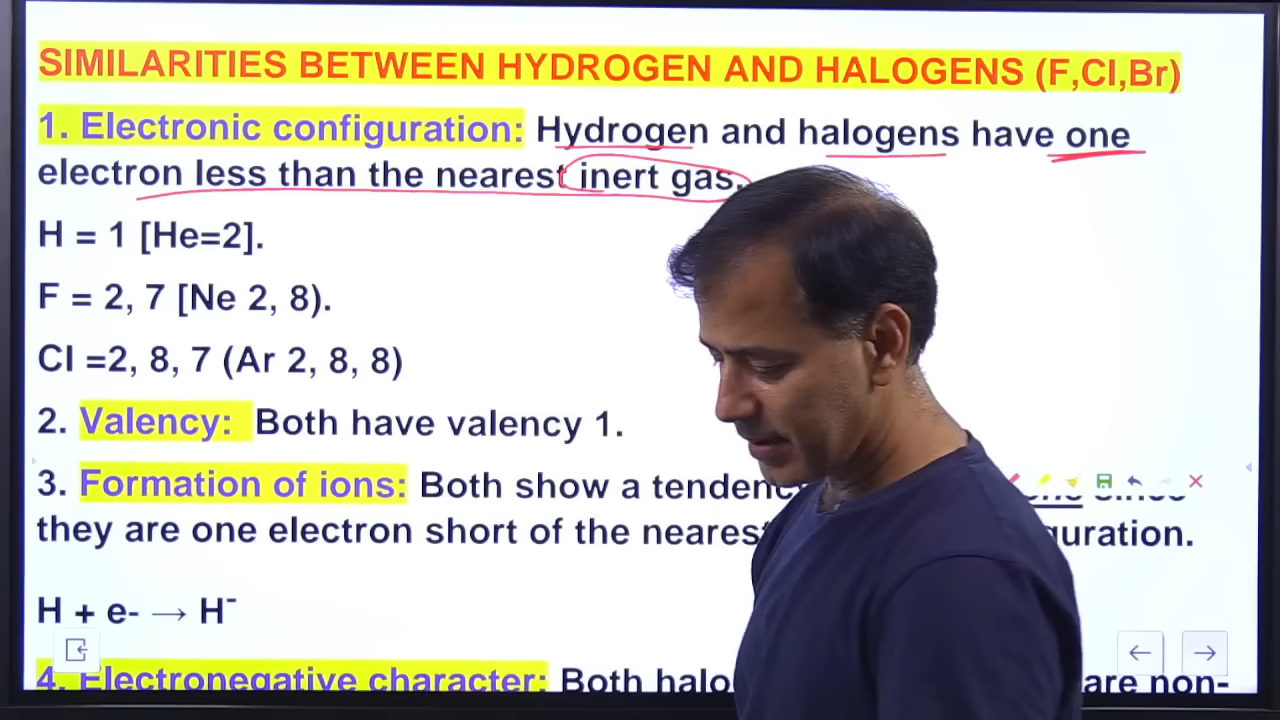 SIMILARITIES BETWEEN HYDROGEN AND HALOGENS (F,Cl,Br)
1. Electronic configuration: Hydrogen and halogens have one
electron less than the nearest inert gas.
H = 1 [He=2].
F = 2, 7 [Ne 2, 8).
Cl =2, 8, 7 (Ar 2, 8, 8)
2. Valency: Both have valency 1.
3. Formation of ions: Both show a since
they are one electron short of the nearest
H + e- → H⁻
4. Electronegative character: Both are non-